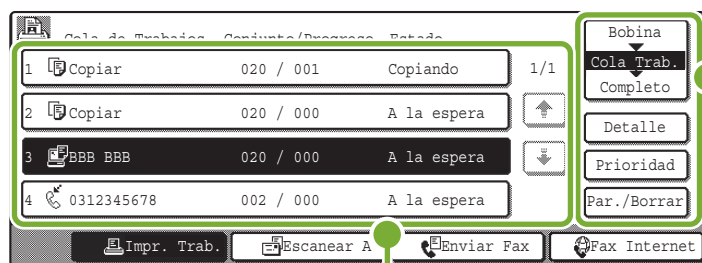 Cola de Trabajos Conjunto/Progreso Estado
1 Copiar 020 / 001 Copiando
2 Copiar 020 / 000 A la espera
3 BBB BBB 020 / 000 A la espera
4 0312345678 002 / 000 A la espera
1/1
Bobina
Cola Trab.
Completo
Detalle
Prioridad
Par./Borrar
Impr. Trab. Escanear A Enviar Fax Fax Internet